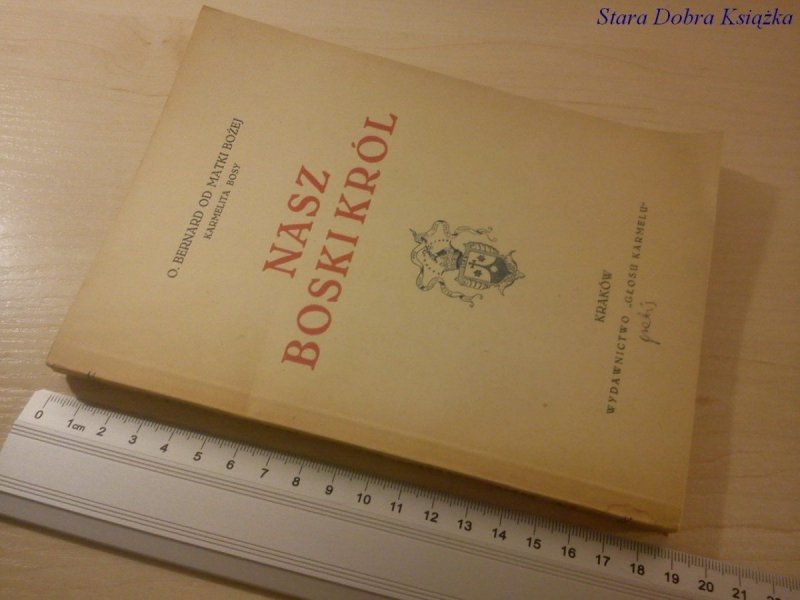 Stara Dobra Książka
O. BERNARD OD MATKI BOŻEJ
KARMELITA BOSY
NASZ
BOSKI KRÓL
KRAKÓW
WYDAWNICTWO „GŁOSU KARMELU"
0 1cm 2 3 4 5 6 7 8 9 10 11 12 13 14 15 16 17 18 19 20 21